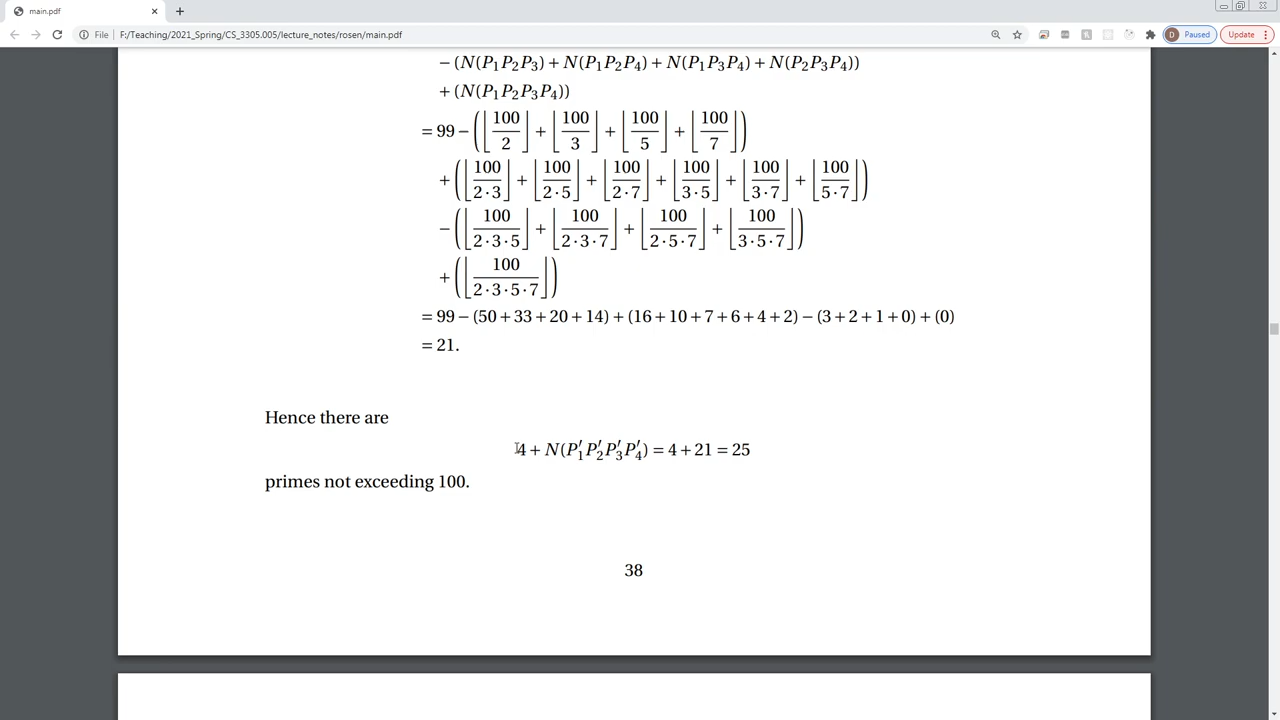 main.pdf
File F:/Teaching/2021_Spring/CS_3305.005/lecture_notes/rosen/main.pdf D Paused Update
− (N(P₁P₂P₃) + N(P₁P₂P₄) + N(P₁P₃P₄) + N(P₂P₃P₄))
+ (N(P₁P₂P₃P₄))
= 99 − (⌊100/2⌋ + ⌊100/3⌋ + ⌊100/5⌋ + ⌊100/7⌋)
+ (⌊100/2·3⌋ + ⌊100/2·5⌋ + ⌊100/2·7⌋ + ⌊100/3·5⌋ + ⌊100/3·7⌋ + ⌊100/5·7⌋)
− (⌊100/2·3·5⌋ + ⌊100/2·3·7⌋ + ⌊100/2·5·7⌋ + ⌊100/3·5·7⌋)
+ (⌊100/2·3·5·7⌋)
= 99 − (50 + 33 + 20 + 14) + (16 + 10 + 7 + 6 + 4 + 2) − (3 + 2 + 1 + 0) + (0)
= 21.
Hence there are
4 + N(P₁′P₂′P₃′P₄′) = 4 + 21 = 25
primes not exceeding 100.
38